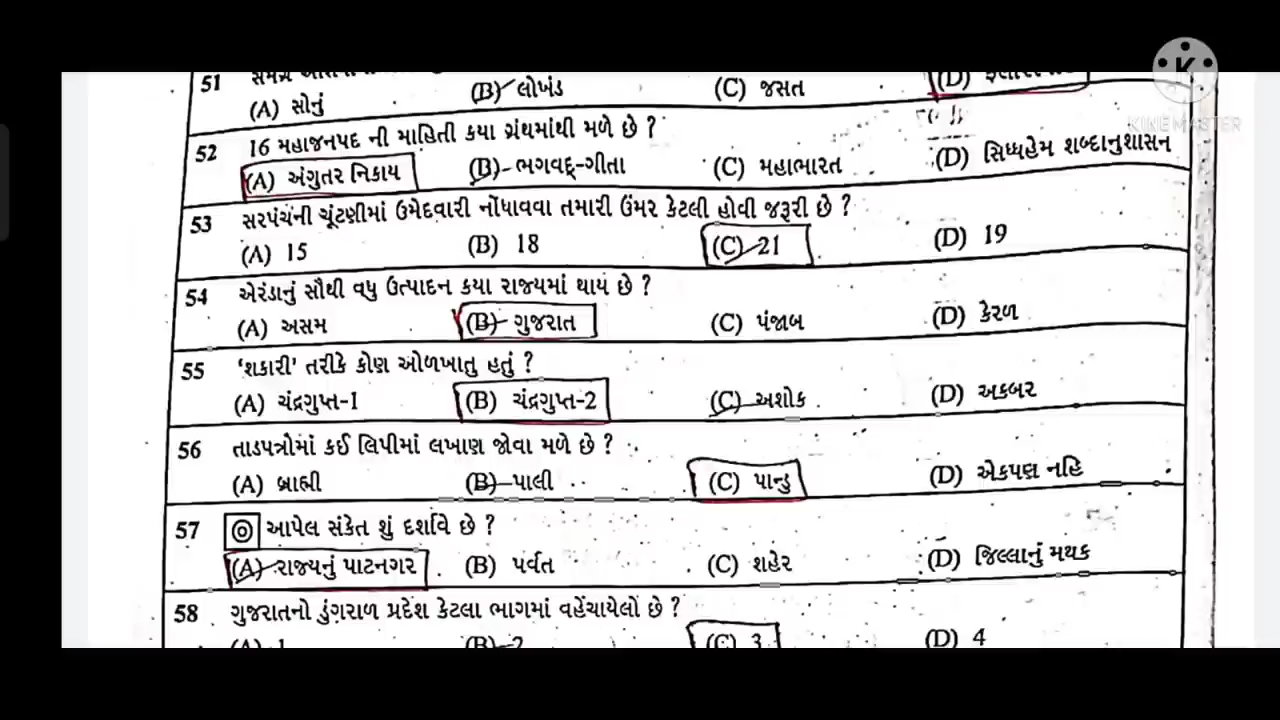 51
(A) સોનું (B) લોખંડ (C) જસત (D)
52 16 મહાજનપદ ની માહિતી કયા ગ્રંથમાંથી મળે છે ?
(A) અંગુતર નિકાય (B) ભગવદ્-ગીતા (C) મહાભારત (D) સિધ્ધહેમ શબ્દાનુશાસન
53 સરપંચની ચૂંટણીમાં ઉમેદવારી નોંધાવવા તમારી ઉંમર કેટલી હોવી જરૂરી છે ?
(A) 15 (B) 18 (C) 21 (D) 19
54 એરંડાનું સૌથી વધુ ઉત્પાદન કયા રાજ્યમાં થાય છે ?
(A) અસમ (B) ગુજરાત (C) પંજાબ (D) કેરળ
55 ‘શકારી’ તરીકે કોણ ઓળખાતુ હતું ?
(A) ચંદ્રગુપ્ત-1 (B) ચંદ્રગુપ્ત-2 (C) અશોક (D) અકબર
56 તાડપત્રોમાં કઈ લિપીમાં લખાણ જોવા મળે છે ?
(A) બ્રાહ્મી (B) પાલી (C) પાન્ડુ (D) એકપણ નહિ
57 આપેલ સંકેત શું દર્શાવે છે ?
(A) રાજ્યનું પાટનગર (B) પર્વત (C) શહેર (D) જિલ્લાનું મથક
58 ગુજરાતનો ડુંગરાળ પ્રદેશ કેટલા ભાગમાં વહેંચાયેલો છે ?
(A) 1 (B) 2 (C) 3 (D) 4
K
KINEMASTER